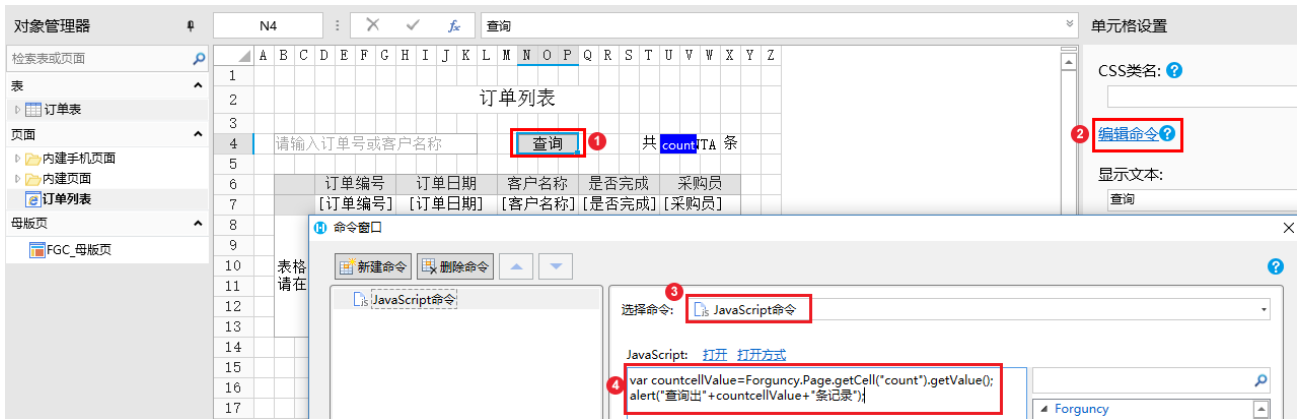 对象管理器
N4
查询
单元格设置
检索表或页面
A B C D E F G H I J K L M N O P Q R S T U V W X Y Z
CSS类名:
表
1
订单表
2
订单列表
3
页面
4
请输入订单号或客户名称
查询
1
共
count
TA
条
2
编辑命令
内建手机页面
5
显示文本:
内建页面
6
订单编号
订单日期
客户名称
是否完成
采购员
查询
订单列表
7
[订单编号]
[订单日期]
[客户名称]
[是否完成]
[采购员]
母版页
8
命令窗口
FGC_母版页
9
10
表格
新建命令
删除命令
11
请在
JavaScript命令
3
12
选择命令:
JavaScript命令
13
14
JavaScript:
打开
打开方式
15
16
4
var countcellValue=Forguncy.Page.getCell("count").getValue();
alert("查询出"+countcellValue+"条记录");
17
Forguncy